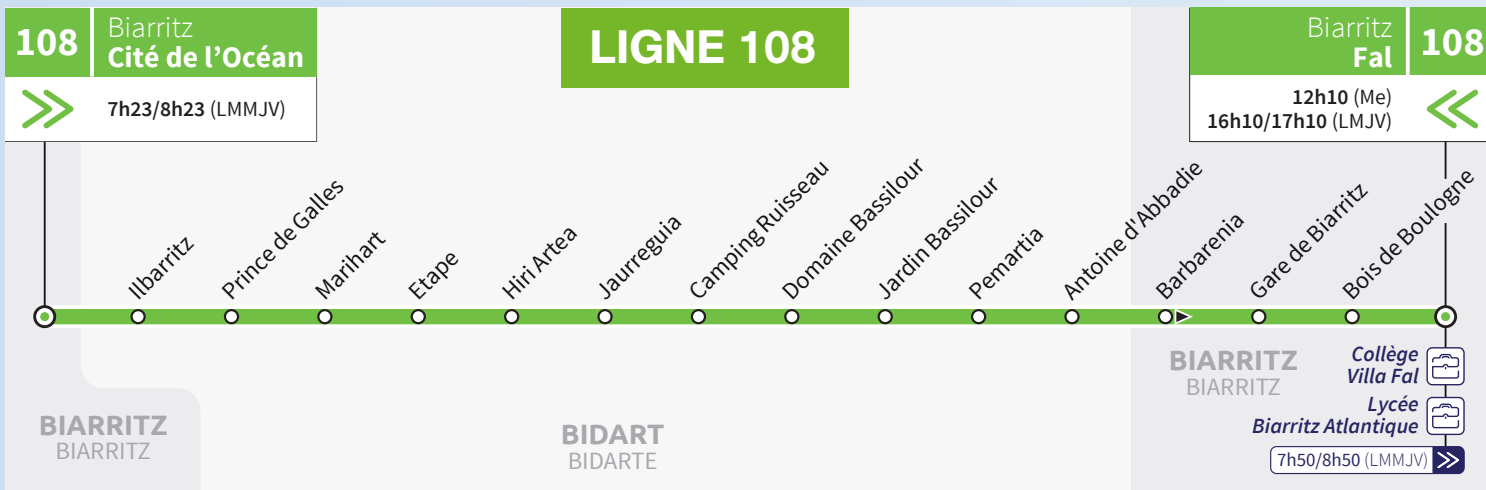 108
Biarritz
Cité de l’Océan
7h23/8h23 (LMMJV)
LIGNE 108
Biarritz
Fal
108
12h10 (Me)
16h10/17h10 (LMJV)
Ilbarritz
Prince de Galles
Marihart
Etape
Hiri Artea
Jaurreguia
Camping Ruisseau
Domaine Bassilour
Jardin Bassilour
Pemartia
Antoine d'Abbadie
Barbarenia
Gare de Biarritz
Bois de Boulogne
BIARRITZ
BIARRITZ
BIDART
BIDARTE
BIARRITZ
BIARRITZ
Collège
Villa Fal
Lycée
Biarritz Atlantique
7h50/8h50 (LMMJV)